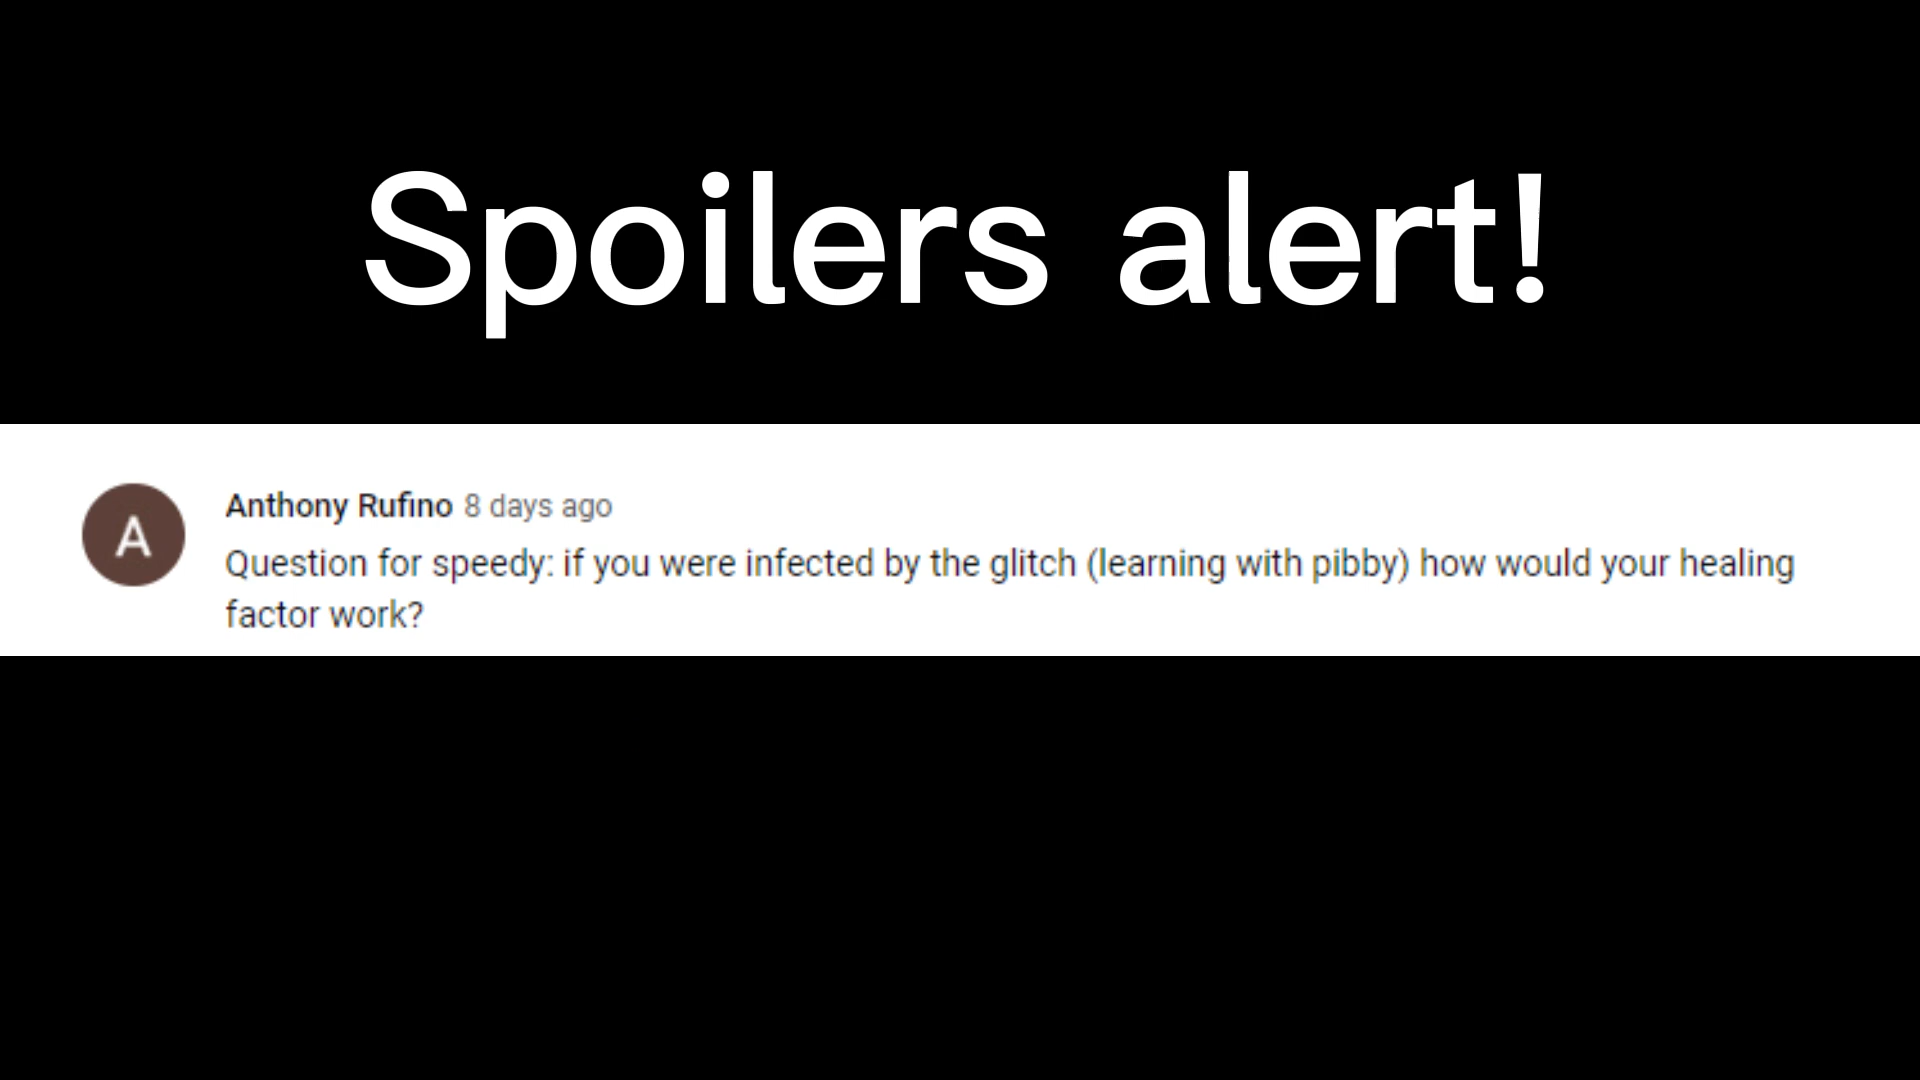 Spoilers alert!
A
Anthony Rufino 8 days ago
Question for speedy: if you were infected by the glitch (learning with pibby) how would your healing
factor work?